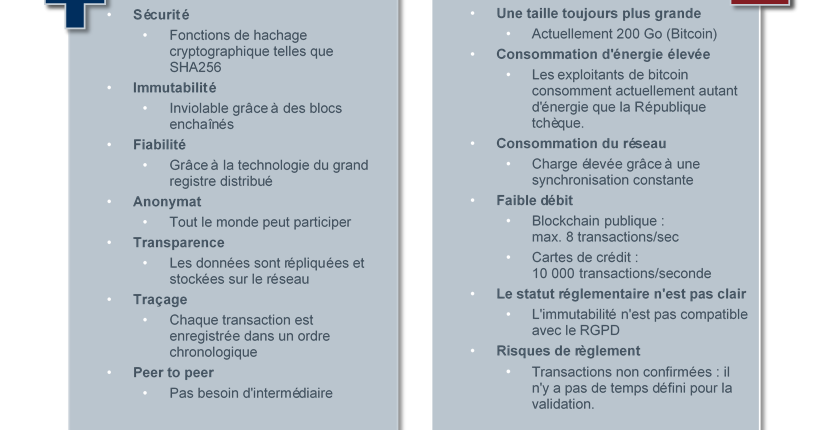 Sécurité
Fonctions de hachage
cryptographique telles que
SHA256
Immutabilité
Inviolable grâce à des blocs
enchaînés
Fiabilité
Grâce à la technologie du grand
registre distribué
Anonymat
Tout le monde peut participer
Transparence
Les données sont répliquées et
stockées sur le réseau
Traçage
Chaque transaction est
enregistrée dans un ordre
chronologique
Peer to peer
Pas besoin d'intermédiaire
Une taille toujours plus grande
Actuellement 200 Go (Bitcoin)
Consommation d'énergie élevée
Les exploitants de bitcoin
consomment actuellement autant
d'énergie que la République
tchèque.
Consommation du réseau
Charge élevée grâce à une
synchronisation constante
Faible débit
Blockchain publique :
max. 8 transactions/sec
Cartes de crédit :
10 000 transactions/seconde
Le statut réglementaire n'est pas clair
L'immutabilité n'est pas compatible
avec le RGPD
Risques de règlement
Transactions non confirmées : il
n'y a pas de temps défini pour la
validation.